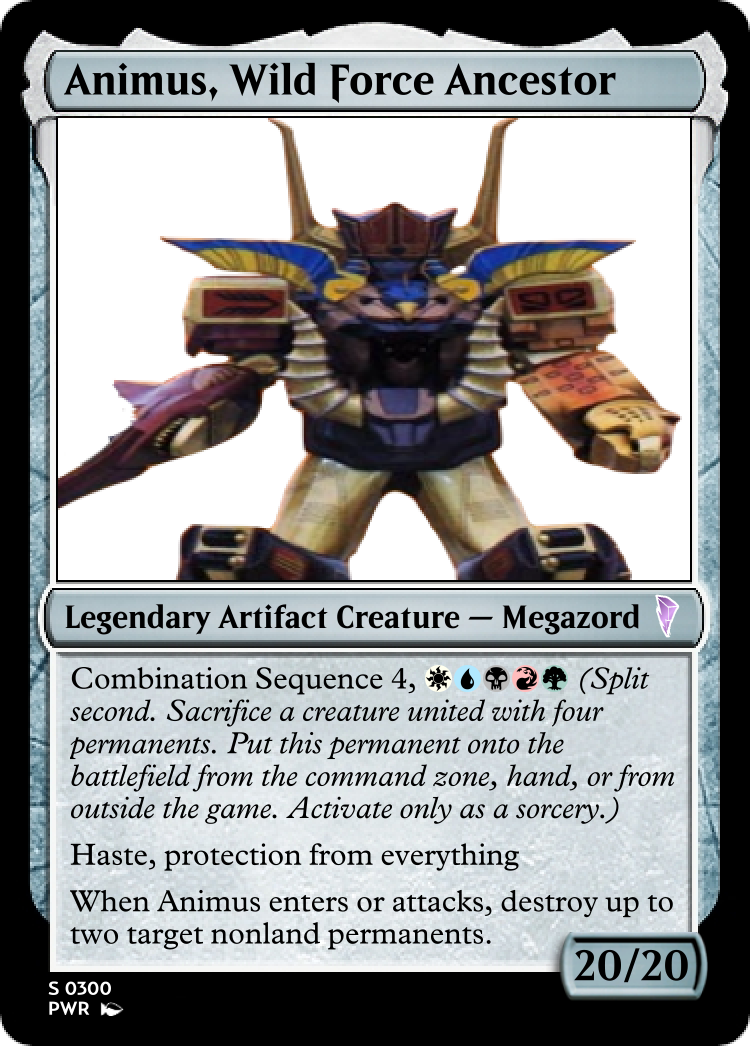 Animus, Wild Force Ancestor
Legendary Artifact Creature — Megazord
Combination Sequence 4, (Split
second. Sacrifice a creature united with four
permanents. Put this permanent onto the
battlefield from the command zone, hand, or from
outside the game. Activate only as a sorcery.)
Haste, protection from everything
When Animus enters or attacks, destroy up to
two target nonland permanents.
20/20
S 0300
PWR